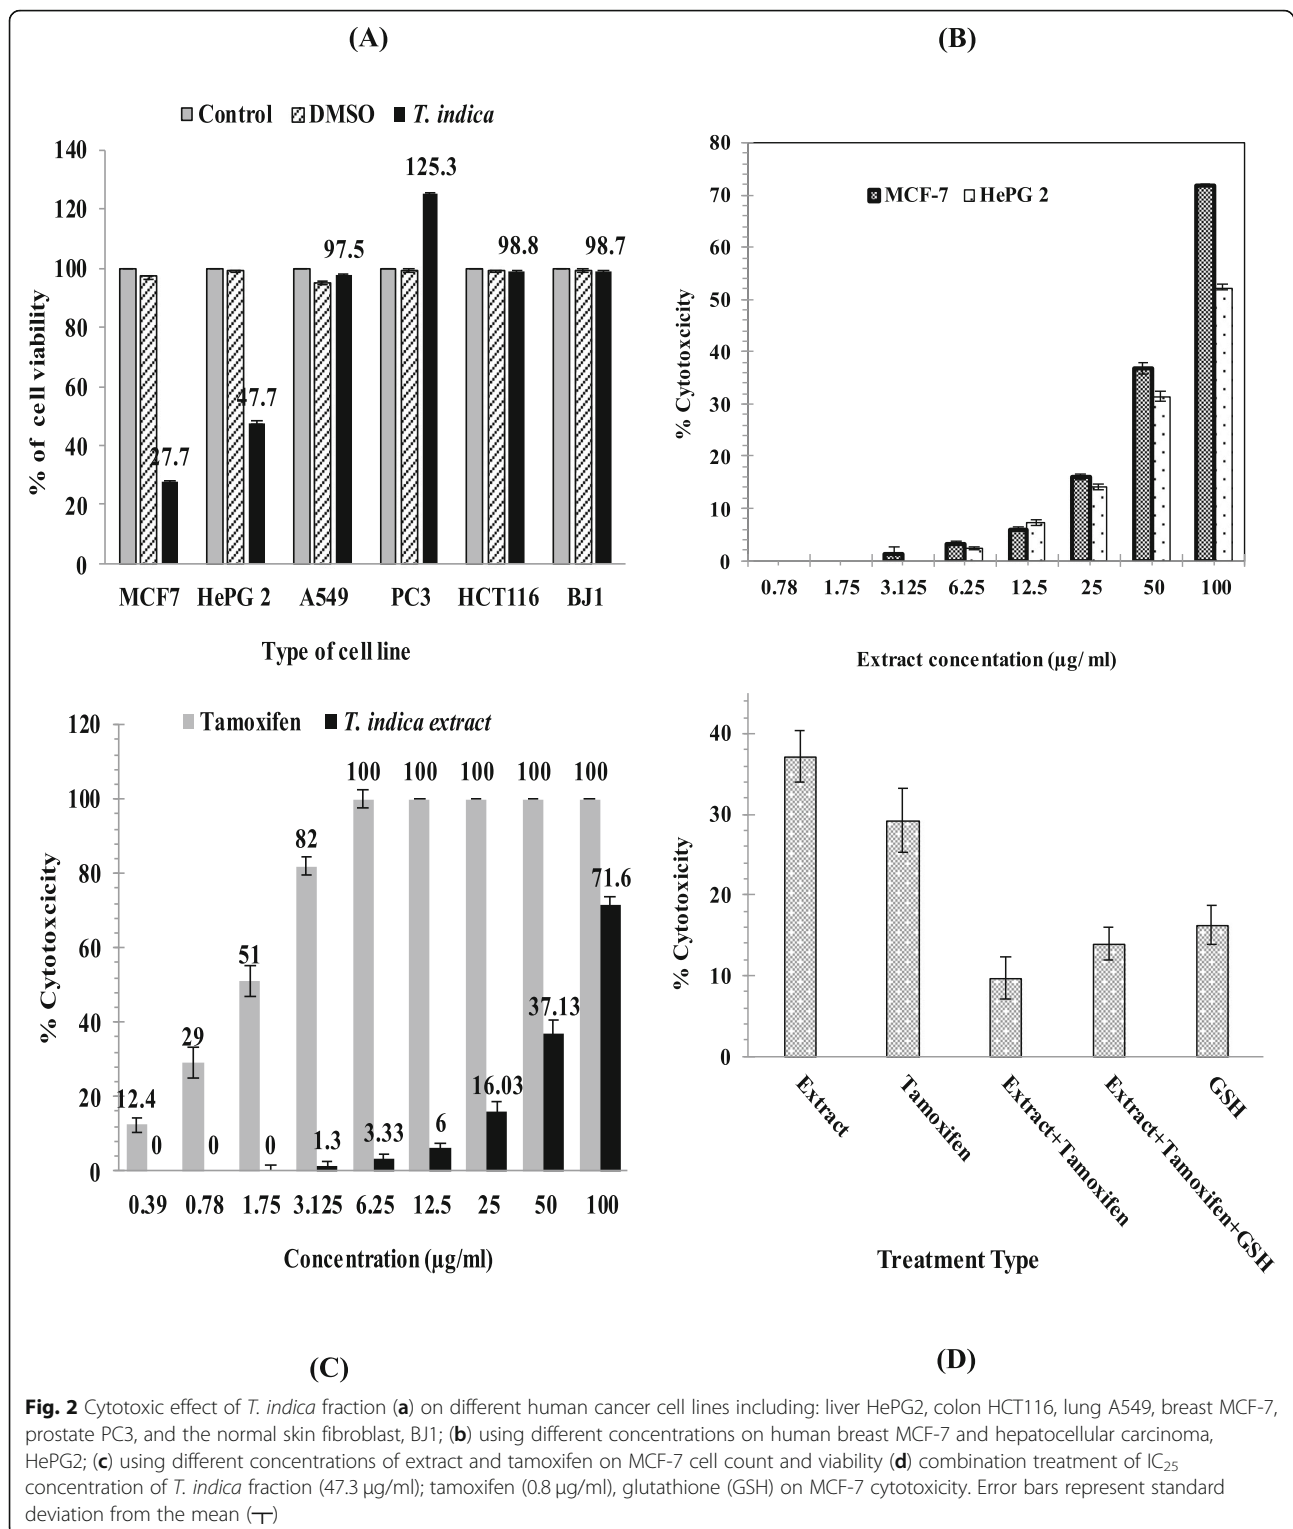 (A)
Control DMSO T. indica
140
120
100
80
60
40
20
0
% of cell viability
27.7
47.7
97.5
125.3
98.8
98.7
MCF7 HePG 2 A549 PC3 HCT116 BJ1
Type of cell line
(B)
MCF-7 HePG 2
80
70
60
50
40
30
20
10
0
% Cytotoxcicity
0.78 1.75 3.125 6.25 12.5 25 50 100
Extract concentation (µg/ ml)
Tamoxifen T. indica extract
120
100
80
60
40
20
0
% Cytotoxcicity
12.4
0
29
0
51
0
82
1.3
100
3.33
100
6
100
16.03
100
37.13
100
71.6
0.39 0.78 1.75 3.125 6.25 12.5 25 50 100
Concentration (µg/ml)
(C)
40
30
20
10
0
% Cytotoxicity
Extract
Tamoxifen
Extract+Tamoxifen
Extract+Tamoxifen+GSH
GSH
Treatment Type
(D)
Fig. 2 Cytotoxic effect of T. indica fraction (a) on different human cancer cell lines including: liver HePG2, colon HCT116, lung A549, breast MCF-7,
prostate PC3, and the normal skin fibroblast, BJ1; (b) using different concentrations on human breast MCF-7 and hepatocellular carcinoma,
HePG2; (c) using different concentrations of extract and tamoxifen on MCF-7 cell count and viability (d) combination treatment of IC25
concentration of T. indica fraction (47.3 µg/ml); tamoxifen (0.8 µg/ml), glutathione (GSH) on MCF-7 cytotoxicity. Error bars represent standard
deviation from the mean ( )